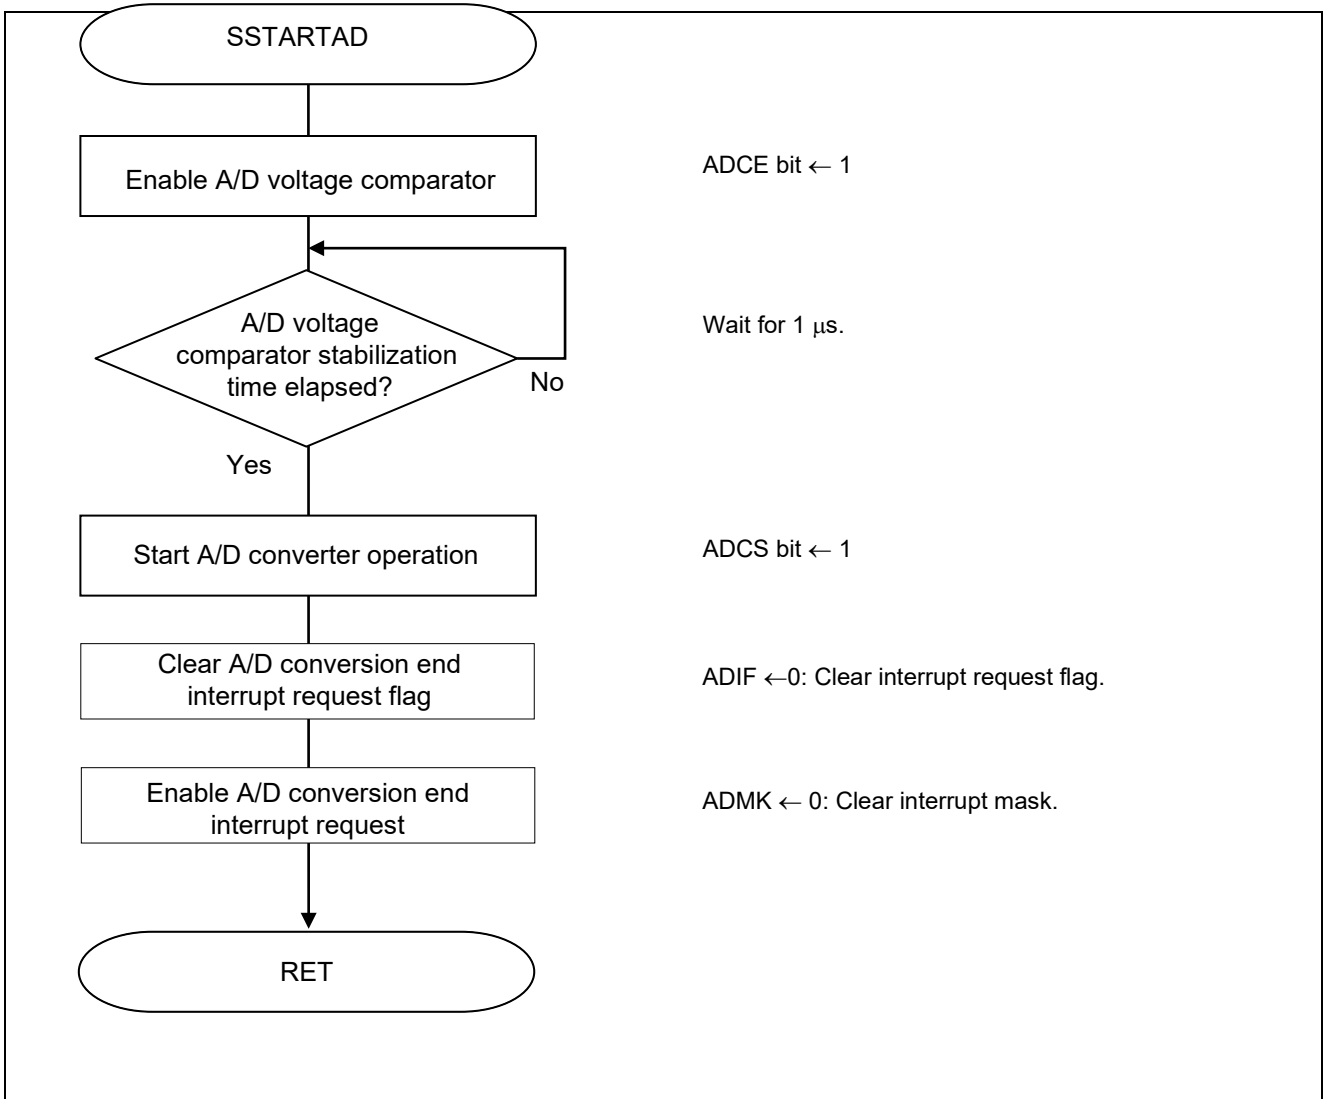 SSTARTAD
Enable A/D voltage comparator
ADCE bit ← 1
A/D voltage
comparator stabilization
time elapsed?
Wait for 1 μs.
No
Yes
Start A/D converter operation
ADCS bit ← 1
Clear A/D conversion end
interrupt request flag
ADIF ←0: Clear interrupt request flag.
Enable A/D conversion end
interrupt request
ADMK ← 0: Clear interrupt mask.
RET